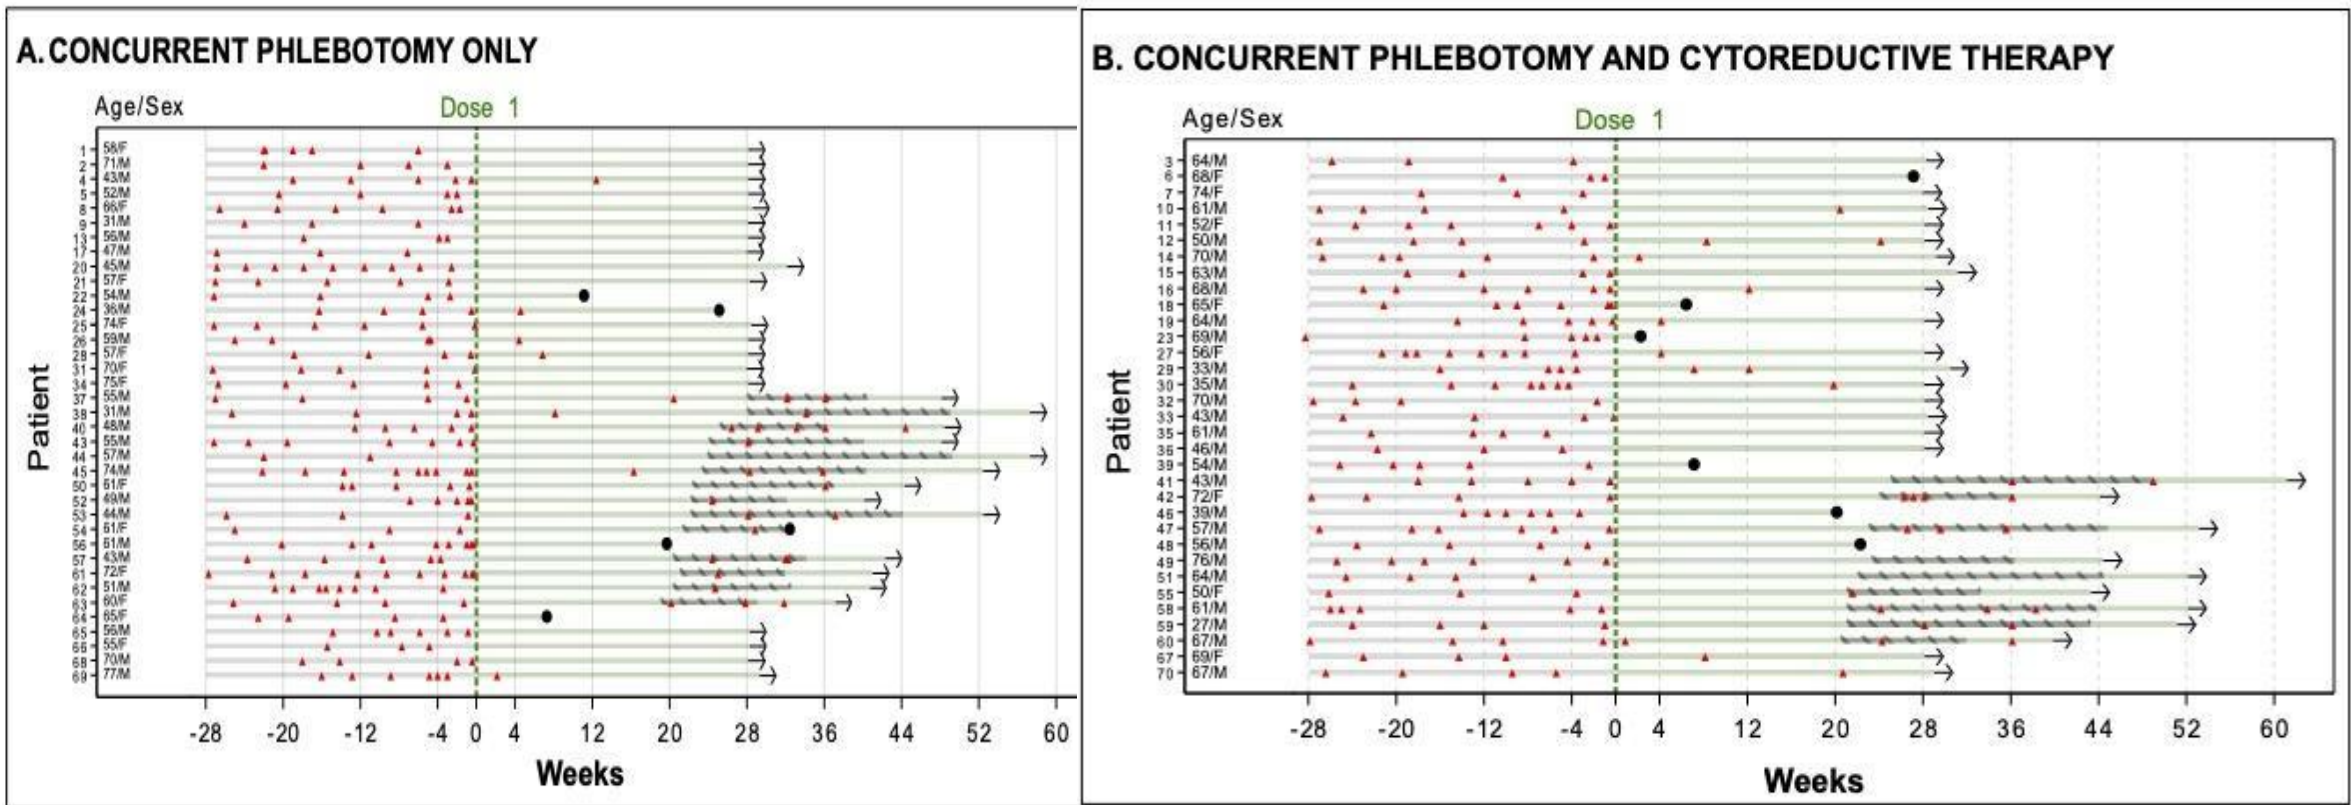 A. CONCURRENT PHLEBOTOMY ONLY
Age/Sex
Dose 1
Patient
1 58/F
2 71/M
4 43/M
5 52/M
8 66/F
9 31/M
13 56/M
17 47/M
20 45/M
21 57/F
22 54/M
24 36/M
25 74/F
26 59/M
28 57/F
31 70/F
34 75/F
37 55/M
38 31/M
40 48/M
43 55/M
44 57/M
45 74/M
50 61/F
52 49/M
53 44/M
54 61/F
56 61/M
57 43/M
61 72/F
62 51/M
63 60/F
64 65/F
65 56/M
66 55/F
68 70/M
69 77/M
-28 -20 -12 -4 0 4 12 20 28 36 44 52 60
Weeks
B. CONCURRENT PHLEBOTOMY AND CYTOREDUCTIVE THERAPY
Age/Sex
Dose 1
Patient
3 64/M
6 68/F
7 74/F
10 61/M
11 52/F
12 50/M
14 70/M
15 63/M
16 68/M
18 65/F
19 64/M
23 69/M
27 56/F
29 33/M
30 35/M
32 70/M
33 43/M
35 61/M
36 46/M
39 54/M
41 43/M
42 72/F
46 39/M
47 57/M
48 56/M
49 76/M
51 64/M
55 50/F
58 61/M
59 27/M
60 67/M
67 69/F
70 67/M
-28 -20 -12 -4 0 4 12 20 28 36 44 52 60
Weeks